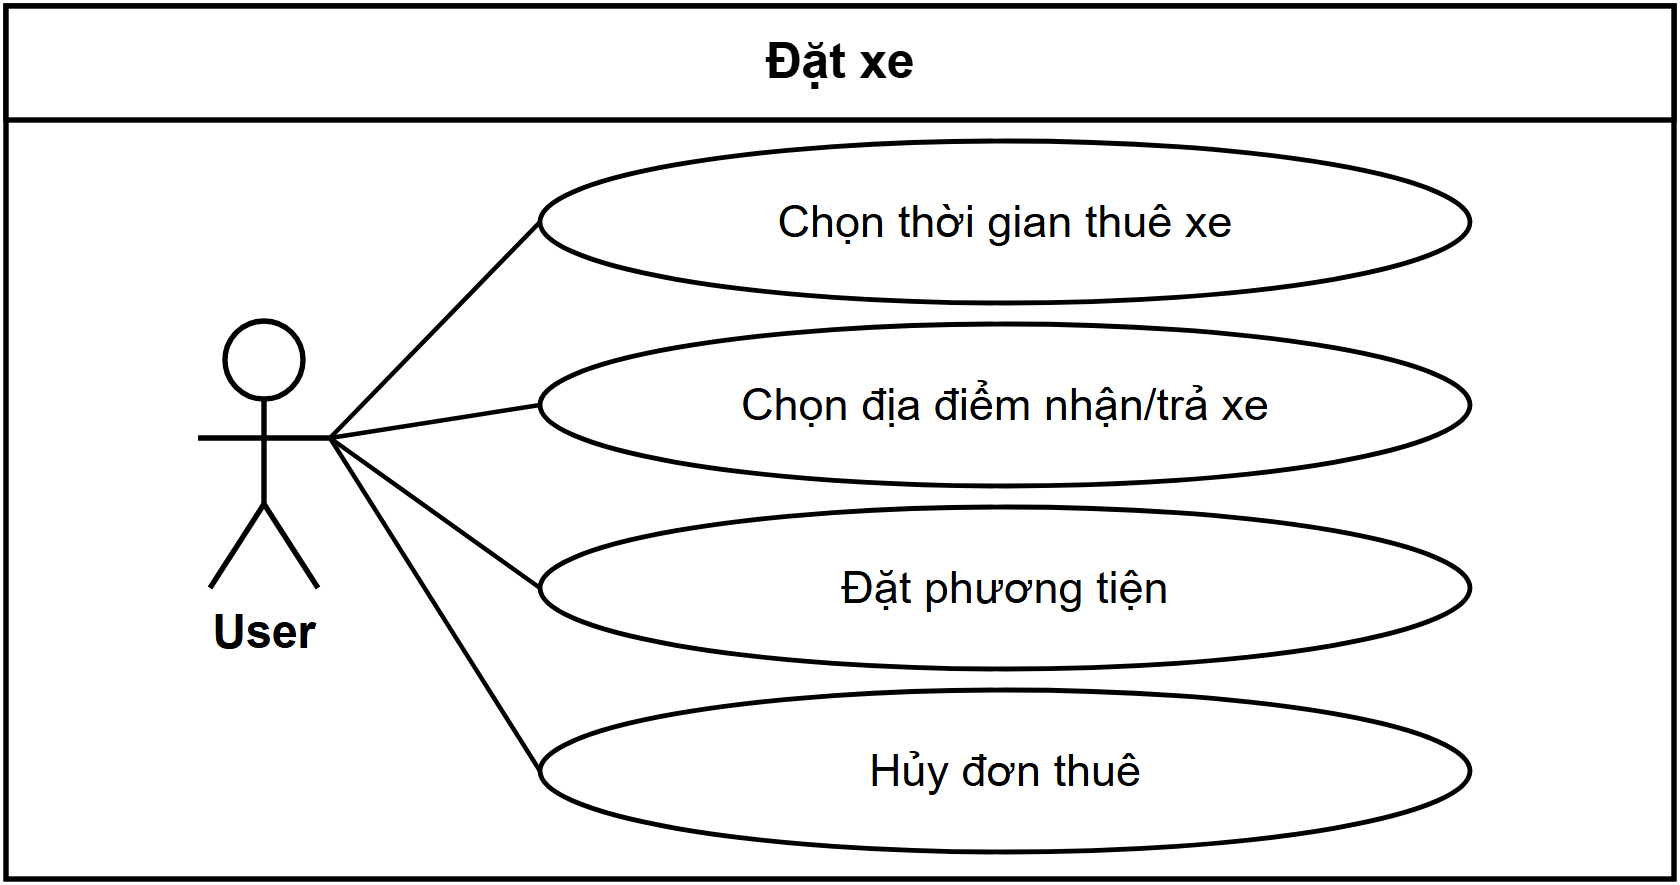 Đặt xe
Chọn thời gian thuê xe
Chọn địa điểm nhận/trả xe
Đặt phương tiện
User
Hủy đơn thuê